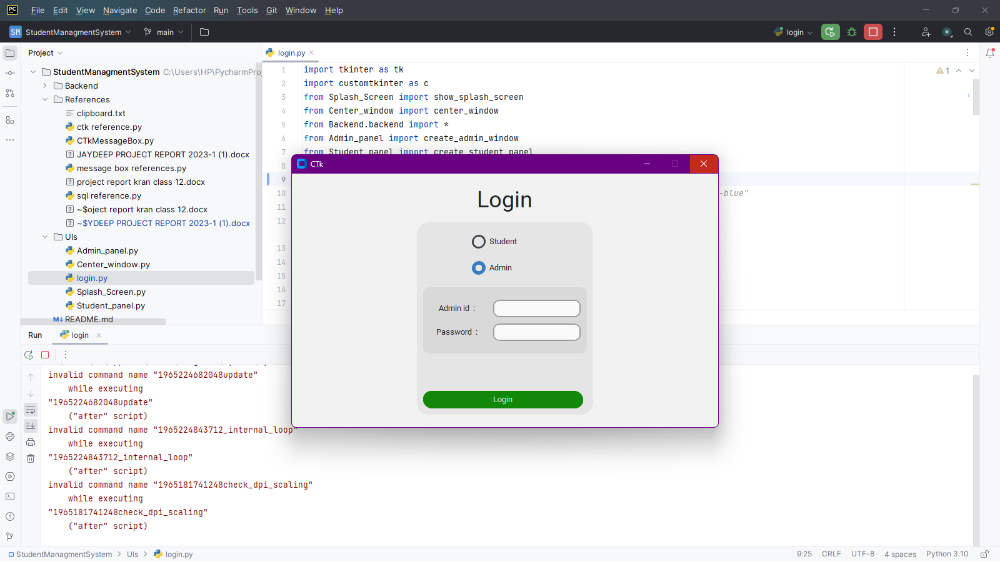 PC File Edit View Navigate Code Refactor Run Tools Git Window Help
SM StudentManagmentSystem main login
Project
login.py
StudentManagmentSystem C:\Users\HP\PycharmPro
Backend
References
clipboard.txt
ctk reference.py
CTkMessageBox.py
JAYDEEP PROJECT REPORT 2023-1 (1).docx
message box references.py
project report kran class 12.docx
sql reference.py
~$oject report kran class 12.docx
~$YDEEP PROJECT REPORT 2023-1 (1).docx
UIs
Admin_panel.py
Center_window.py
login.py
Splash_Screen.py
Student_panel.py
M↓ README.md
1 import tkinter as tk
2 import customtkinter as c
3 from Splash_Screen import show_splash_screen
4 from Center_window import center_window
5 from Backend.backend import *
6 from Admin_panel import create_admin_window
7 from Student_panel import create_student_panel
8
9
10 -blue"
11
12
13
14
15
16
17
1
CTk
Login
Student
Admin
Admin id :
Password :
Login
Run login
invalid command name "1965224682048update"
while executing
"1965224682048update"
("after" script)
invalid command name "1965224843712_internal_loop"
while executing
"1965224843712_internal_loop"
("after" script)
invalid command name "1965181741248check_dpi_scaling"
while executing
"1965181741248check_dpi_scaling"
("after" script)
StudentManagmentSystem > UIs > login.py
9:25 CRLF UTF-8 4 spaces Python 3.10